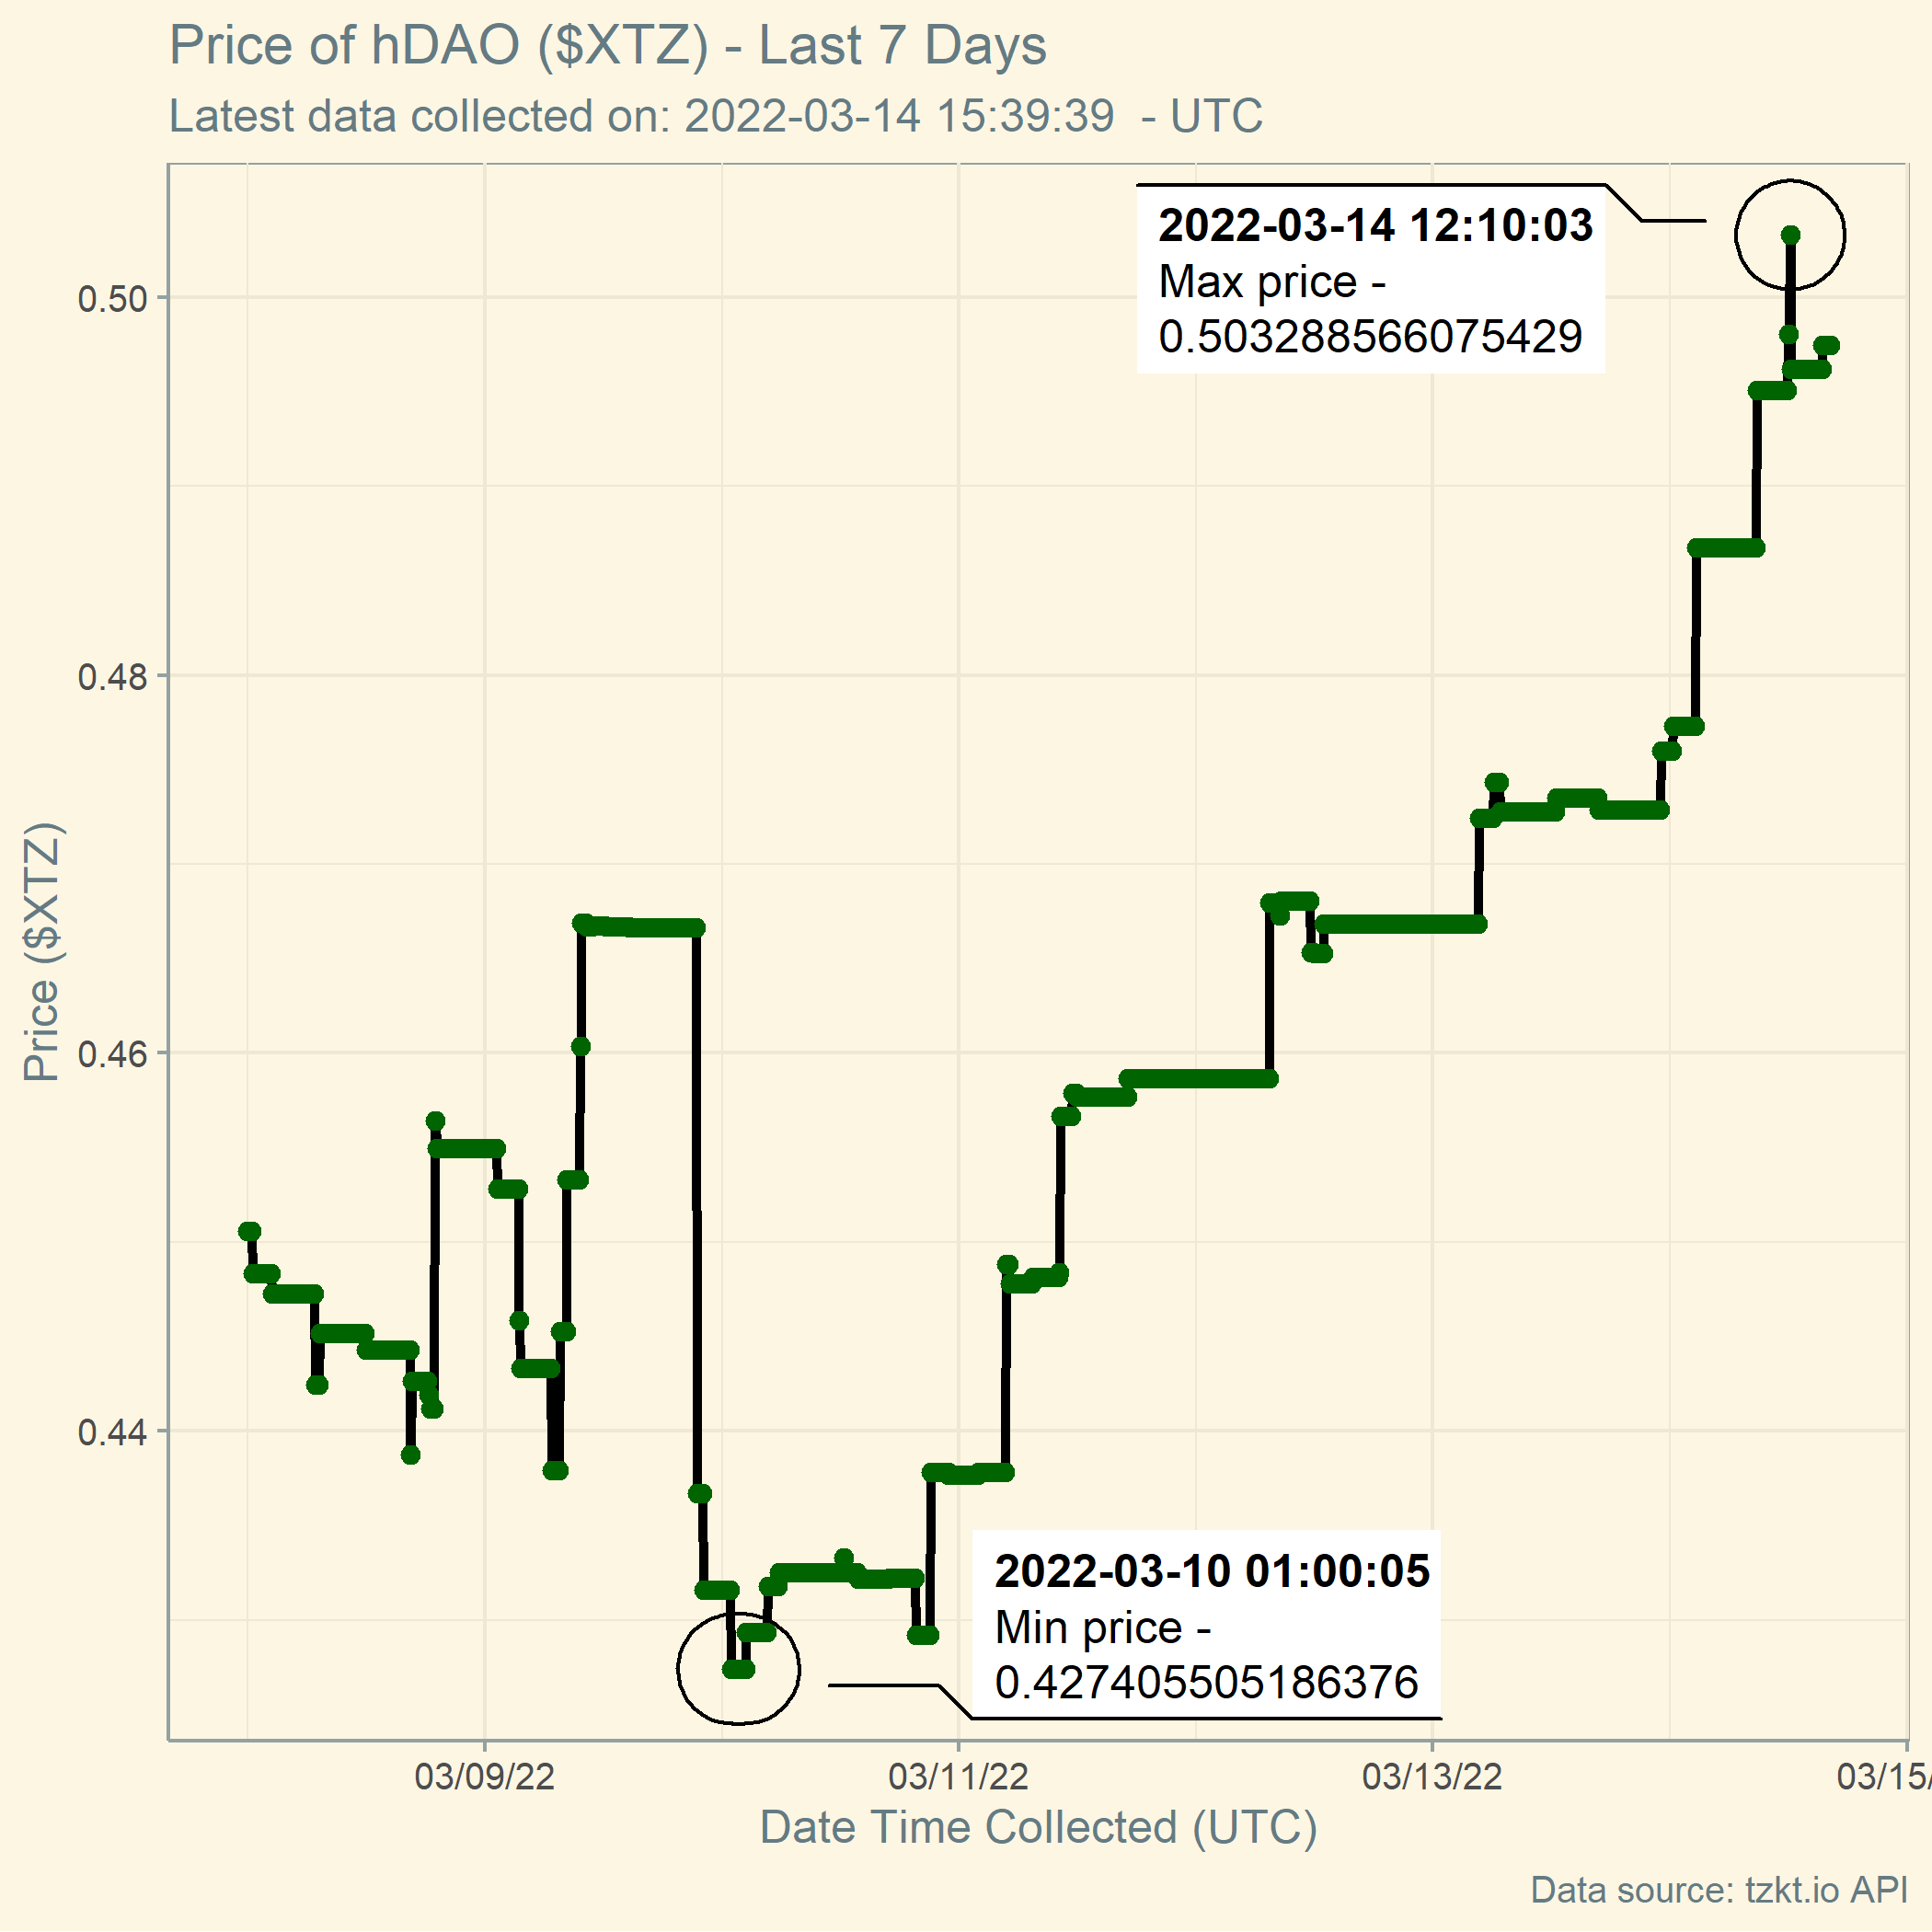 Price of hDAO ($XTZ) - Last 7 Days
Latest data collected on: 2022-03-14 15:39:39  - UTC
2022-03-14 12:10:03
Max price -
0.503288566075429
0.50
0.48
0.46
0.44
Price ($XTZ)
2022-03-10 01:00:05
Min price -
0.427405505186376
03/09/22
03/11/22
03/13/22
03/15/
Date Time Collected (UTC)
Data source: tzkt.io API